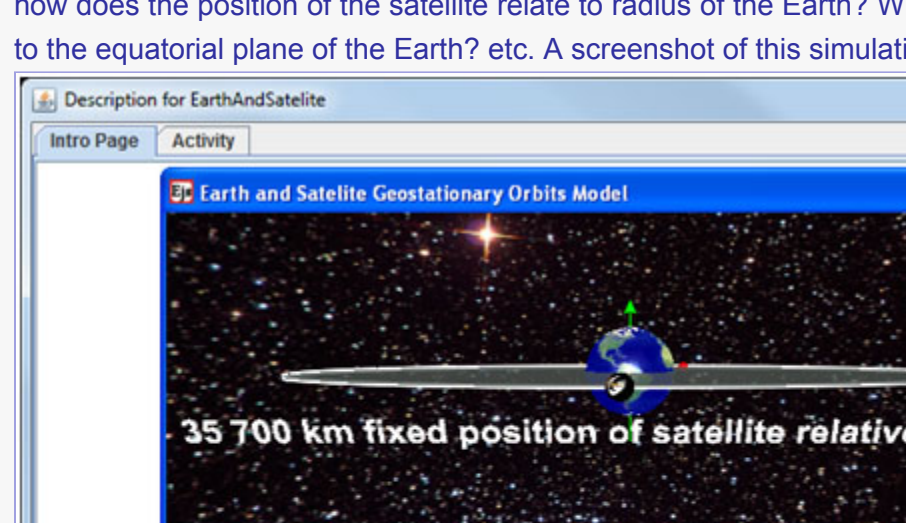 how does the position of the satellite relate to radius of the Earth? W
to the equatorial plane of the Earth? etc. A screenshot of this simulati
Description for EarthAndSatelite
Intro Page Activity
Ejs Earth and Satelite Geostationary Orbits Model
35 700 km fixed position of satellite relative